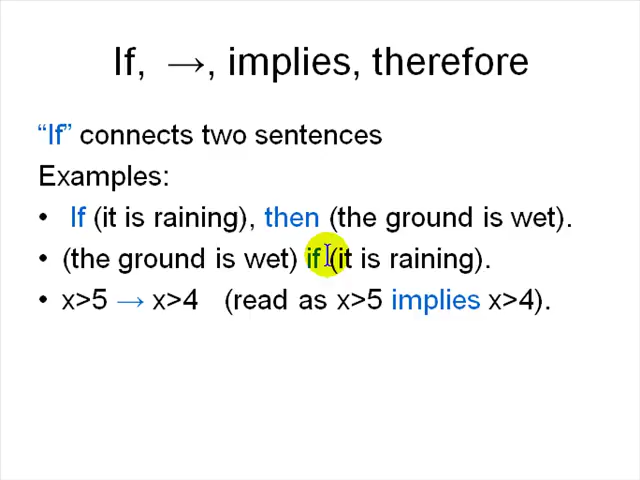 If, →, implies, therefore
“If” connects two sentences
Examples:
• If (it is raining), then (the ground is wet).
• (the ground is wet) if (it is raining).
• x>5 → x>4 (read as x>5 implies x>4).